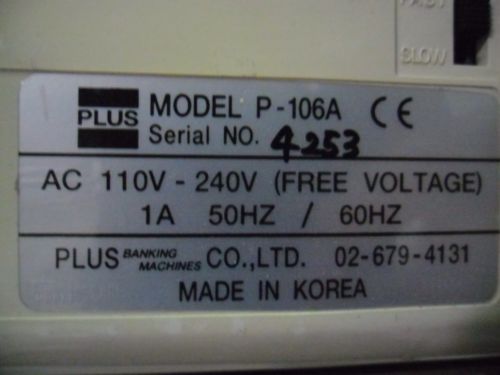 FAST
SLOW
PLUS MODEL P-106A CE
Serial NO. 4253
AC 110V - 240V (FREE VOLTAGE)
1A 50HZ / 60HZ
PLUS BANKING MACHINES CO.,LTD. 02-679-4131
MADE IN KOREA